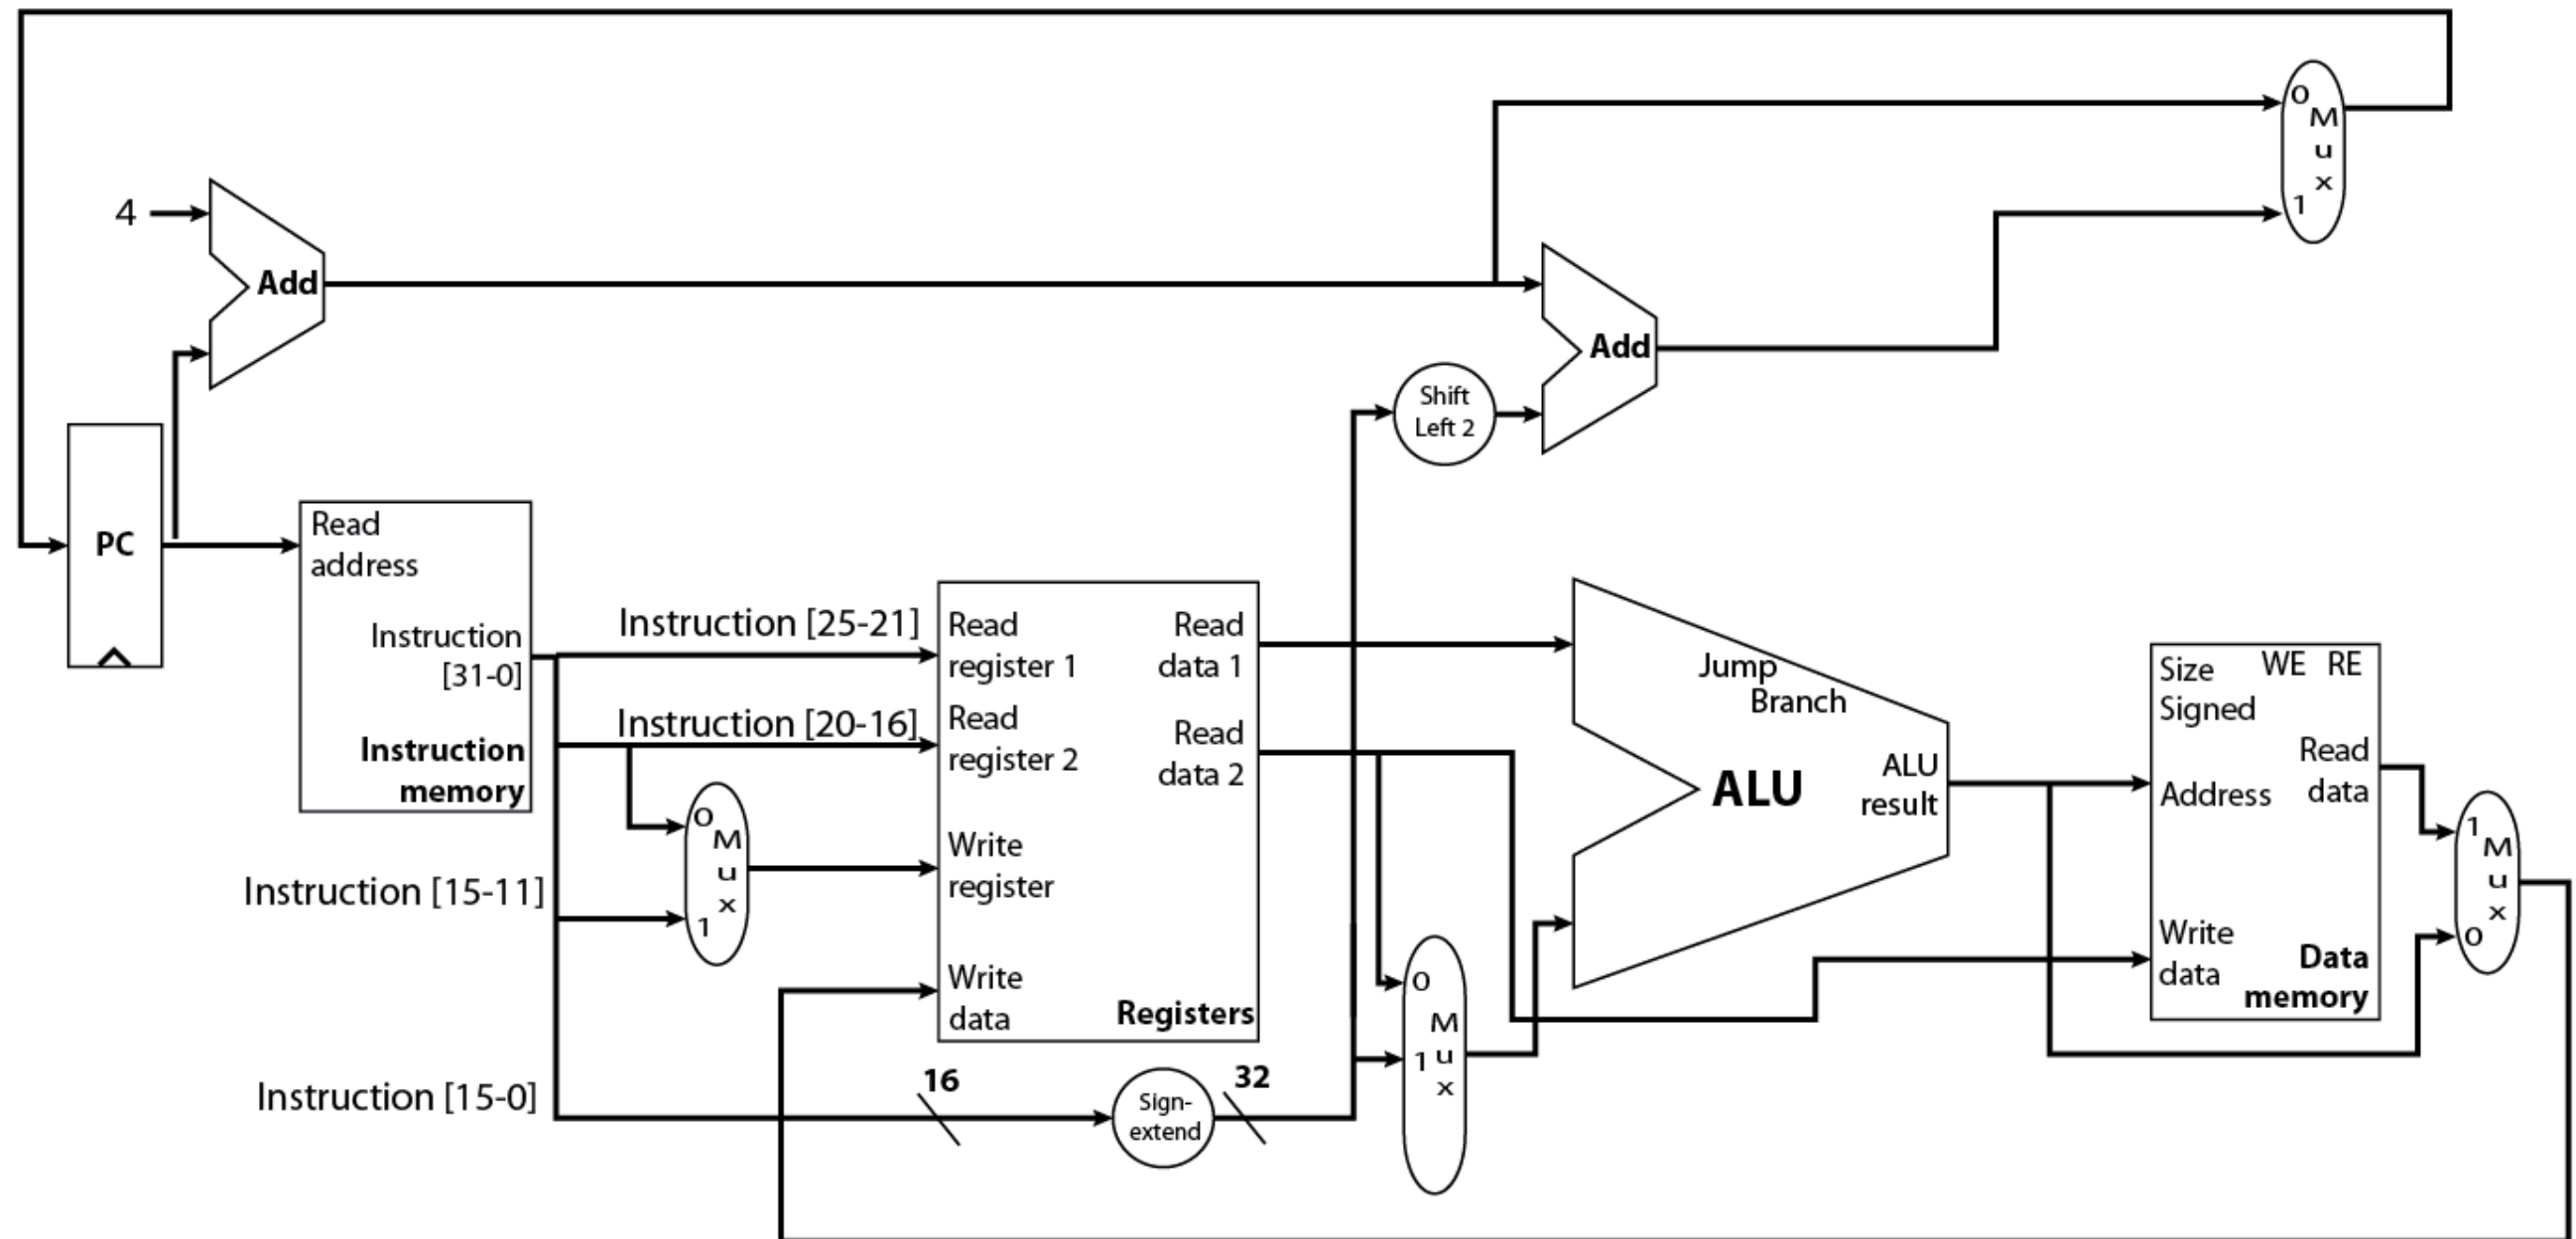 0
M
u
x
1
4
Add
Add
Shift
Left 2
PC
Read
address
Instruction
[31-0]
Instruction
memory
Instruction [25-21]
Instruction [20-16]
Instruction [15-11]
Instruction [15-0]
0
M
u
x
1
Read
register 1
Read
register 2
Write
register
Write
data
Read
data 1
Read
data 2
Registers
16
Sign-
extend
32
0
M
1 u
x
Jump
Branch
ALU
ALU
result
Size WE RE
Signed
Read
data
Address
Write
data
Data
memory
1
M
u
x
0